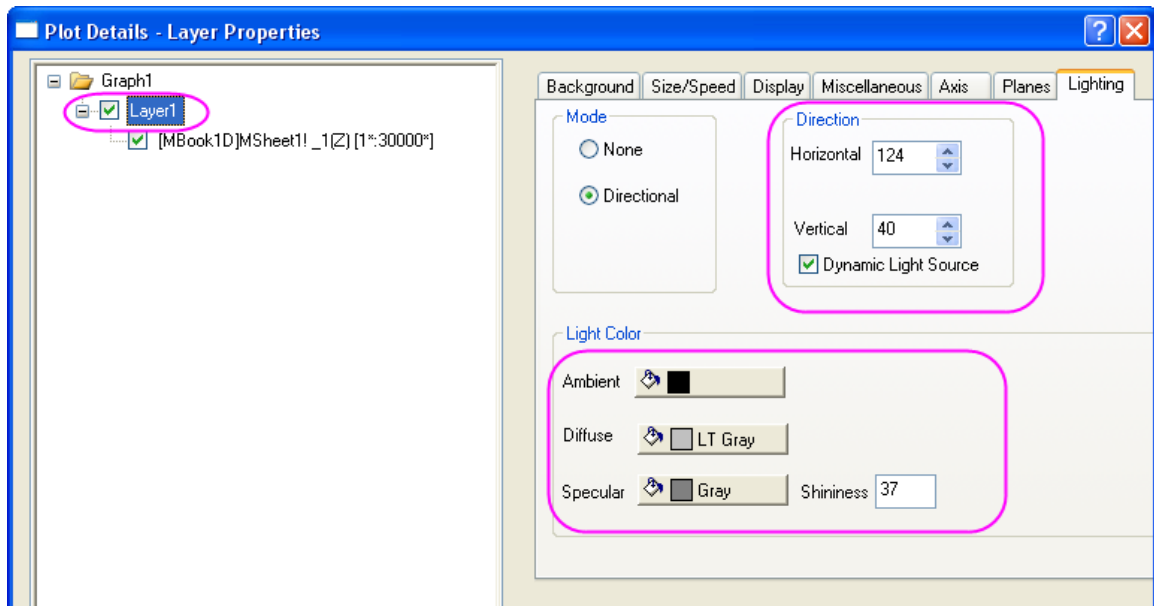 Plot Details - Layer Properties
Graph1
Layer1
[MBook1D]MSheet1! _1(Z) [1*:30000*]
Background Size/Speed Display Miscellaneous Axis Planes Lighting
Mode
None
Directional
Direction
Horizontal 124
Vertical 40
Dynamic Light Source
Light Color
Ambient
Diffuse LT Gray
Specular Gray Shininess 37